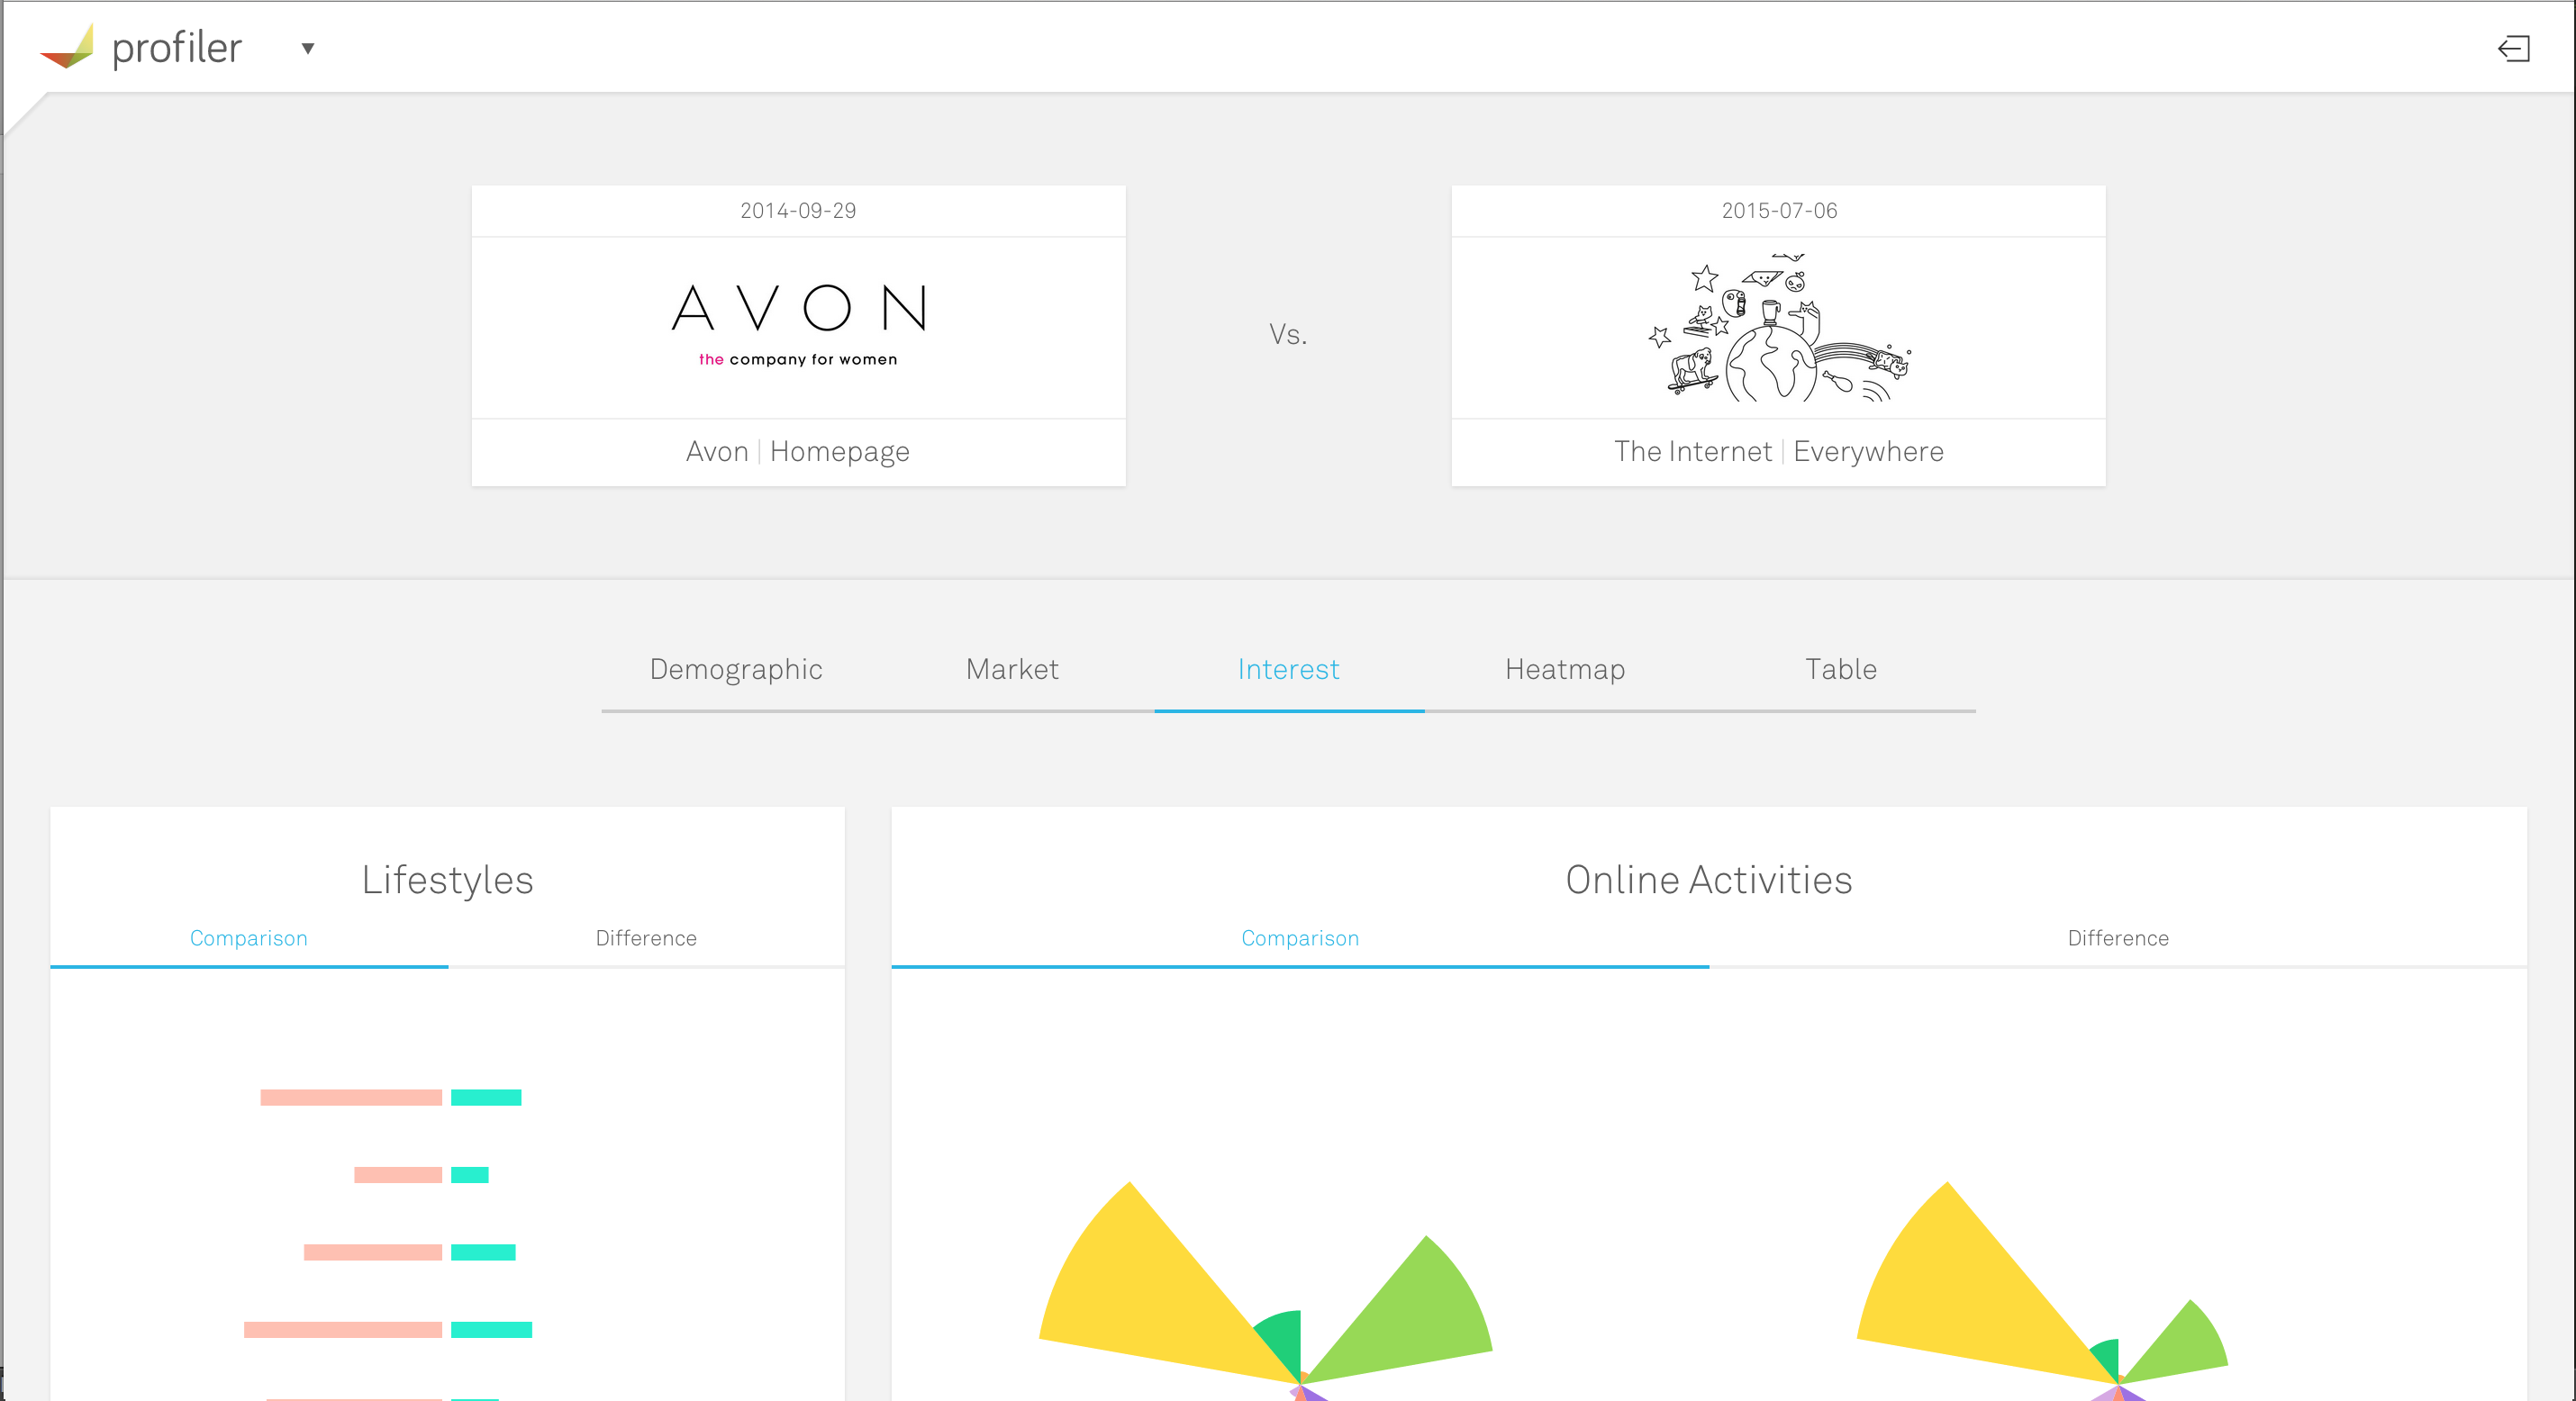 profiler
2014-09-29
AVON
the company for women
Avon | Homepage
Vs.
2015-07-06
The Internet | Everywhere
Demographic Market Interest Heatmap Table
Lifestyles
Comparison Difference
Online Activities
Comparison Difference